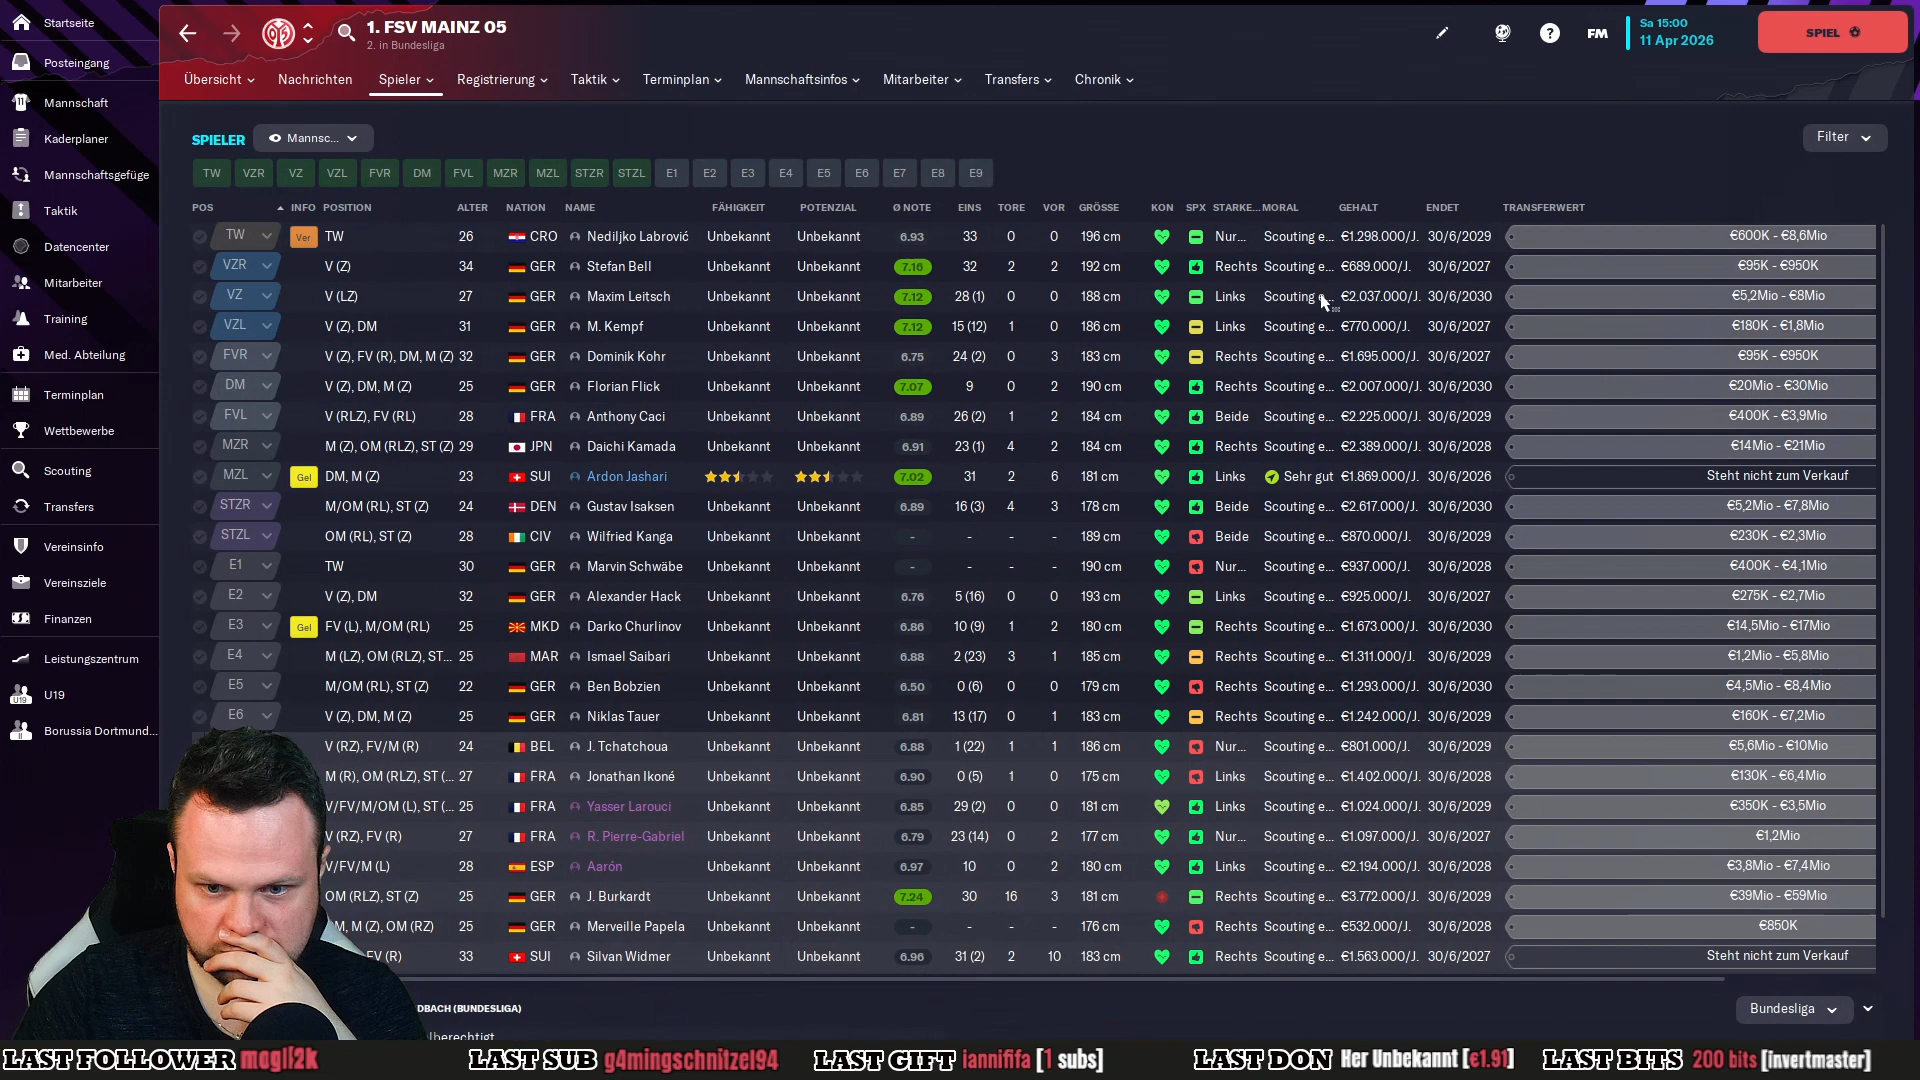 Startseite
Posteingang
Mannschaft
Kaderplaner
Mannschaftsgefüge
Taktik
Datencenter
Mitarbeiter
Training
Med. Abteilung
Terminplan
Wettbewerbe
Scouting
Transfers
Vereinsinfo
Vereinsziele
Finanzen
Leistungszentrum
U19
Borussia Dortmund...
1. FSV MAINZ 05
2. in Bundesliga
FM
Sa 15:00
11 Apr 2026
SPIEL
Übersicht Nachrichten Spieler Registrierung Taktik Terminplan Mannschaftsinfos Mitarbeiter Transfers Chronik
SPIELER Mannsc... Filter
TW VZR VZ VZL FVR DM FVL MZR MZL STZR STZL E1 E2 E3 E4 E5 E6 E7 E8 E9
POS INFO POSITION ALTER NATION NAME FÄHIGKEIT POTENZIAL Ø NOTE EINS TORE VOR GRÖSSE KON SPX STARKE... MORAL GEHALT ENDET TRANSFERWERT
TW Ver TW 26 CRO Nediljko Labrović Unbekannt Unbekannt 6.93 33 0 0 196 cm Nur... Scouting e... €1.298.000/J. 30/6/2029 €600K - €8,6Mio
VZR V (Z) 34 GER Stefan Bell Unbekannt Unbekannt 7.16 32 2 2 192 cm Rechts Scouting e... €689.000/J. 30/6/2027 €95K - €950K
VZ V (LZ) 27 GER Maxim Leitsch Unbekannt Unbekannt 7.12 28 (1) 0 0 188 cm Links Scouting e... €2.037.000/J. 30/6/2030 €5,2Mio - €8Mio
VZL V (Z), DM 31 GER M. Kempf Unbekannt Unbekannt 7.12 15 (12) 1 0 186 cm Links Scouting e... €770.000/J. 30/6/2027 €180K - €1,8Mio
FVR V (Z), FV (R), DM, M (Z) 32 GER Dominik Kohr Unbekannt Unbekannt 6.75 24 (2) 0 3 183 cm Rechts Scouting e... €1.695.000/J. 30/6/2027 €95K - €950K
DM V (Z), DM, M (Z) 25 GER Florian Flick Unbekannt Unbekannt 7.07 9 0 2 190 cm Rechts Scouting e... €2.007.000/J. 30/6/2030 €20Mio - €30Mio
FVL V (RLZ), FV (RL) 28 FRA Anthony Caci Unbekannt Unbekannt 6.89 26 (2) 1 2 184 cm Beide Scouting e... €2.225.000/J. 30/6/2029 €400K - €3,9Mio
MZR M (Z), OM (RLZ), ST (Z) 29 JPN Daichi Kamada Unbekannt Unbekannt 6.91 23 (1) 4 2 184 cm Rechts Scouting e... €2.389.000/J. 30/6/2028 €14Mio - €21Mio
MZL Gel DM, M (Z) 23 SUI Ardon Jashari 7.02 31 2 6 181 cm Links Sehr gut €1.869.000/J. 30/6/2026 Steht nicht zum Verkauf
STZR M/OM (RL), ST (Z) 24 DEN Gustav Isaksen Unbekannt Unbekannt 6.89 16 (3) 4 3 178 cm Beide Scouting e... €2.617.000/J. 30/6/2030 €5,2Mio - €7,8Mio
STZL OM (RL), ST (Z) 28 CIV Wilfried Kanga Unbekannt Unbekannt - - - - 189 cm Beide Scouting e... €870.000/J. 30/6/2029 €230K - €2,3Mio
E1 TW 30 GER Marvin Schwäbe Unbekannt Unbekannt - - - - 190 cm Nur... Scouting e... €937.000/J. 30/6/2028 €400K - €4,1Mio
E2 V (Z), DM 32 GER Alexander Hack Unbekannt Unbekannt 6.76 5 (16) 0 0 193 cm Links Scouting e... €925.000/J. 30/6/2027 €275K - €2,7Mio
E3 Gel FV (L), M/OM (RL) 25 MKD Darko Churlinov Unbekannt Unbekannt 6.86 10 (9) 1 2 180 cm Rechts Scouting e... €1.673.000/J. 30/6/2030 €14,5Mio - €17Mio
E4 M (LZ), OM (RLZ), ST... 25 MAR Ismael Saibari Unbekannt Unbekannt 6.88 2 (23) 3 1 185 cm Rechts Scouting e... €1.311.000/J. 30/6/2029 €1,2Mio - €5,8Mio
E5 M/OM (RL), ST (Z) 22 GER Ben Bobzien Unbekannt Unbekannt 6.50 0 (6) 0 0 179 cm Rechts Scouting e... €1.293.000/J. 30/6/2030 €4,5Mio - €8,4Mio
E6 V (Z), DM, M (Z) 25 GER Niklas Tauer Unbekannt Unbekannt 6.81 13 (17) 0 1 183 cm Rechts Scouting e... €1.242.000/J. 30/6/2029 €160K - €7,2Mio
V (RZ), FV/M (R) 24 BEL J. Tchatchoua Unbekannt Unbekannt 6.88 1 (22) 1 1 186 cm Nur... Scouting e... €801.000/J. 30/6/2029 €5,6Mio - €10Mio
M (R), OM (RLZ), ST (... 27 FRA Jonathan Ikoné Unbekannt Unbekannt 6.90 0 (5) 1 0 175 cm Links Scouting e... €1.402.000/J. 30/6/2028 €130K - €6,4Mio
V/FV/M/OM (L), ST (... 25 FRA Yasser Larouci Unbekannt Unbekannt 6.85 29 (2) 0 0 181 cm Links Scouting e... €1.024.000/J. 30/6/2029 €350K - €3,5Mio
V (RZ), FV (R) 27 FRA R. Pierre-Gabriel Unbekannt Unbekannt 6.79 23 (14) 0 2 177 cm Nur... Scouting e... €1.097.000/J. 30/6/2027 €1,2Mio
V/FV/M (L) 28 ESP Aarón Unbekannt Unbekannt 6.97 10 0 2 180 cm Links Scouting e... €2.194.000/J. 30/6/2028 €3,8Mio - €7,4Mio
OM (RLZ), ST (Z) 25 GER J. Burkardt Unbekannt Unbekannt 7.24 30 16 3 181 cm Rechts Scouting e... €3.772.000/J. 30/6/2029 €39Mio - €59Mio
M, M (Z), OM (RZ) 25 GER Merveille Papela Unbekannt Unbekannt - - - - 176 cm Rechts Scouting e... €532.000/J. 30/6/2028 €850K
FV (R) 33 SUI Silvan Widmer Unbekannt Unbekannt 6.96 31 (2) 2 10 183 cm Rechts Scouting e... €1.563.000/J. 30/6/2027 Steht nicht zum Verkauf
DBACH (BUNDESLIGA) Bundesliga
lberechtigt
LAST FOLLOWER mogli2k LAST SUB g4mingschnitzel94 LAST GIFT iannififa [1 subs] LAST DON Her Unbekannt [€1.91] LAST BITS 200 bits [invertmaster]